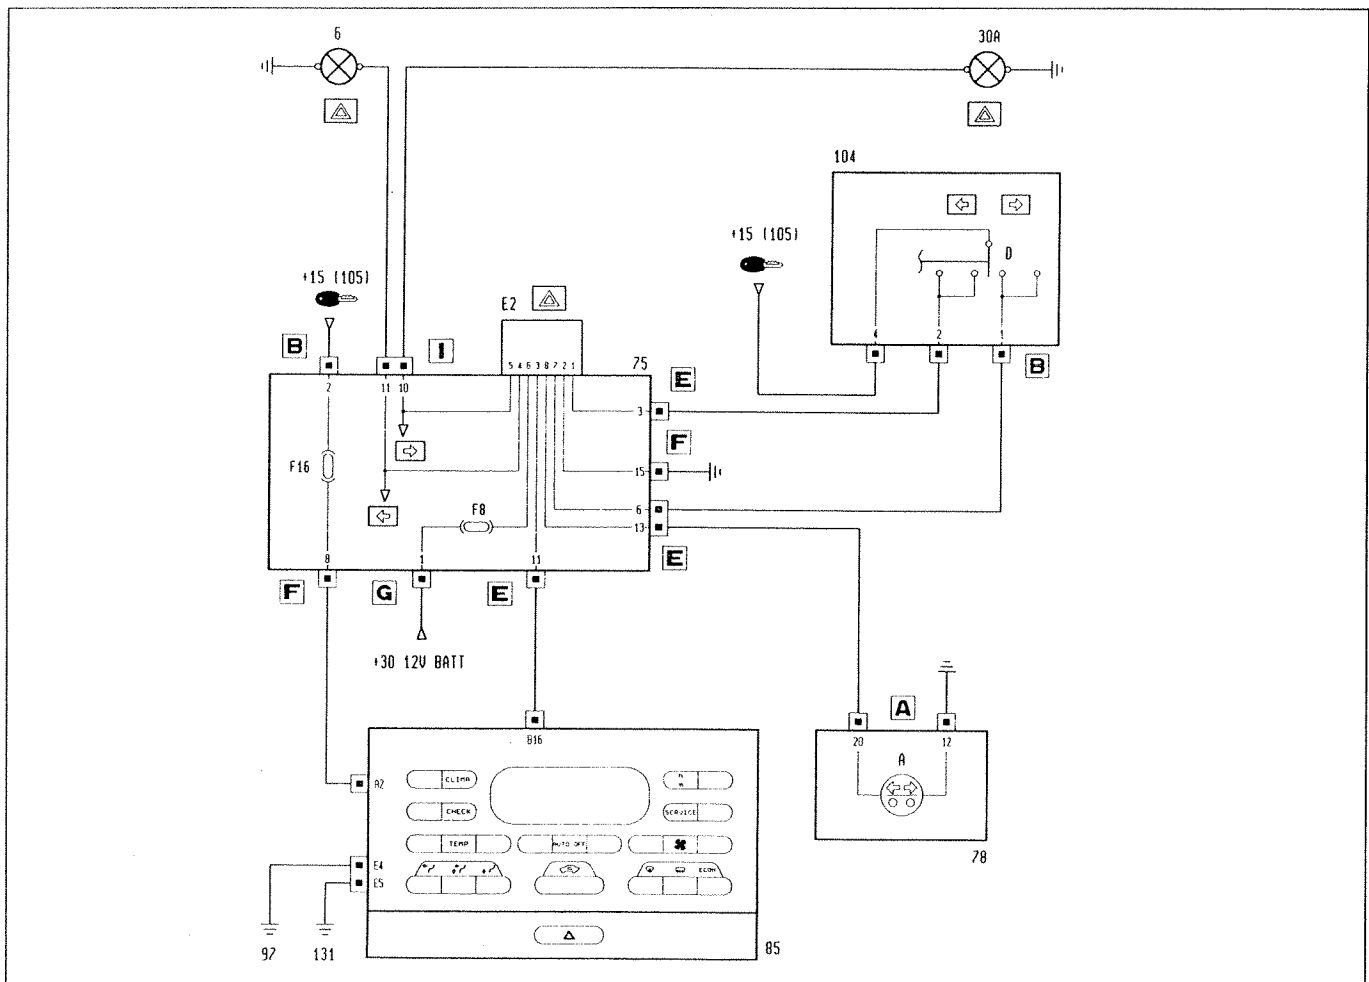 6
30A
104
+15 (105)
D
+15 (105)
E2
4 2 1
B
I
B
75
5 4 6 3 8 7 2 1
E
2
11 10
3
F
F16
15
F8
6
13
E
8
1
11
F
G
E
+30 12V BATT
A
B16
20
12
A
A2
CLIMA
CHECK
SERVICE
TEMP
AUTO OFF
78
E4
ECON
E5
97
131
85